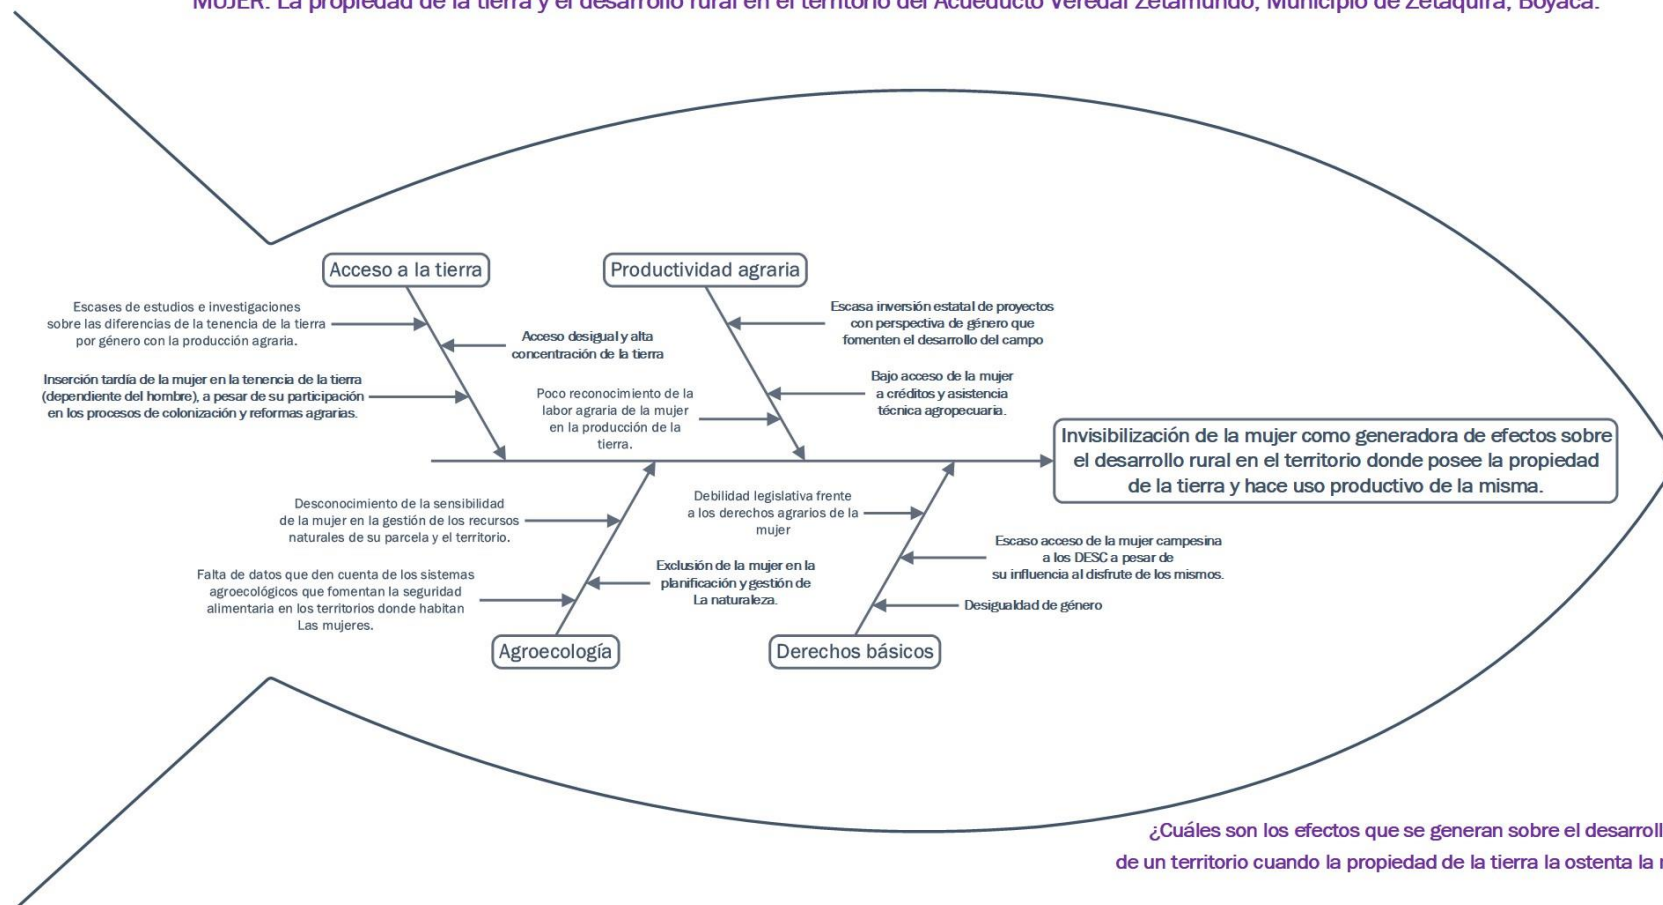 MUJER. La propiedad de la tierra y el desarrollo rural en el territorio del Acueducto Veredal Zetamundo, Municipio de Zetaquira, Boyacá.
Acceso a la tierra
Escases de estudios e investigaciones
sobre las diferencias de la tenencia de la tierra
por género con la producción agraria.
Acceso desigual y alta
concentración de la tierra
Inserción tardía de la mujer en la tenencia de la tierra
(dependiente del hombre), a pesar de su participación
en los procesos de colonización y reformas agrarias.
Productividad agraria
Escasa inversión estatal de proyectos
con perspectiva de género que
fomenten el desarrollo del campo
Bajo acceso de la mujer
a créditos y asistencia
técnica agropecuaria.
Poco reconocimiento de la
labor agraria de la mujer
en la producción de la
tierra.
Invisibilización de la mujer como generadora de efectos sobre
el desarrollo rural en el territorio donde posee la propiedad
de la tierra y hace uso productivo de la misma.
Desconocimiento de la sensibilidad
de la mujer en la gestión de los recursos
naturales de su parcela y el territorio.
Exclusión de la mujer en la
planificación y gestión de
La naturaleza.
Falta de datos que den cuenta de los sistemas
agroecológicos que fomentan la seguridad
alimentaria en los territorios donde habitan
Las mujeres.
Agroecología
Debilidad legislativa frente
a los derechos agrarios de la
mujer
Escaso acceso de la mujer campesina
a los DESC a pesar de
su influencia al disfrute de los mismos.
Desigualdad de género
Derechos básicos
¿Cuáles son los efectos que se generan sobre el desarroll
de un territorio cuando la propiedad de la tierra la ostenta la